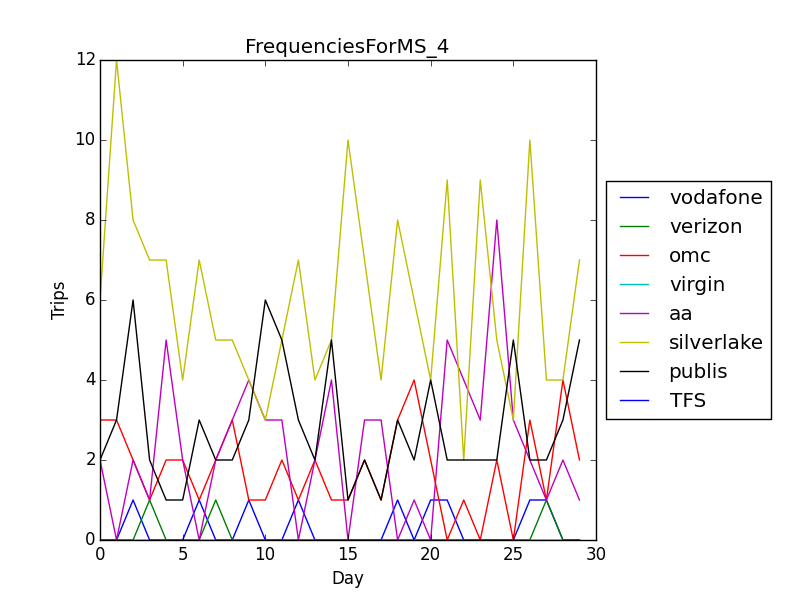 FrequenciesForMS_4
Trips
12
10
8
6
4
2
0
0 5 10 15 20 25 30
Day
vodafone
verizon
omc
virgin
aa
silverlake
publis
TFS